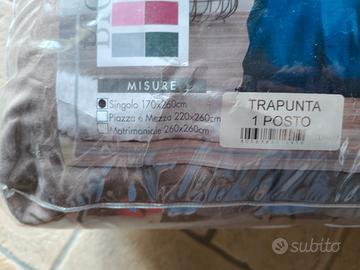 MISURE
Singolo 170x260cm
Piazza e Mezza 220x260cm
Matrimoniale 260x260cm
TRAPUNTA
1 POSTO
subito